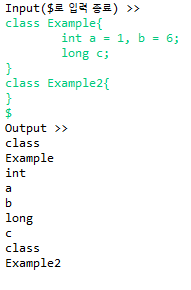 Input($로 입력 종료) >>
class Example{
        int a = 1, b = 6;
        long c;
}
class Example2{
}
$
Output >>
class
Example
int
a
b
long
c
class
Example2